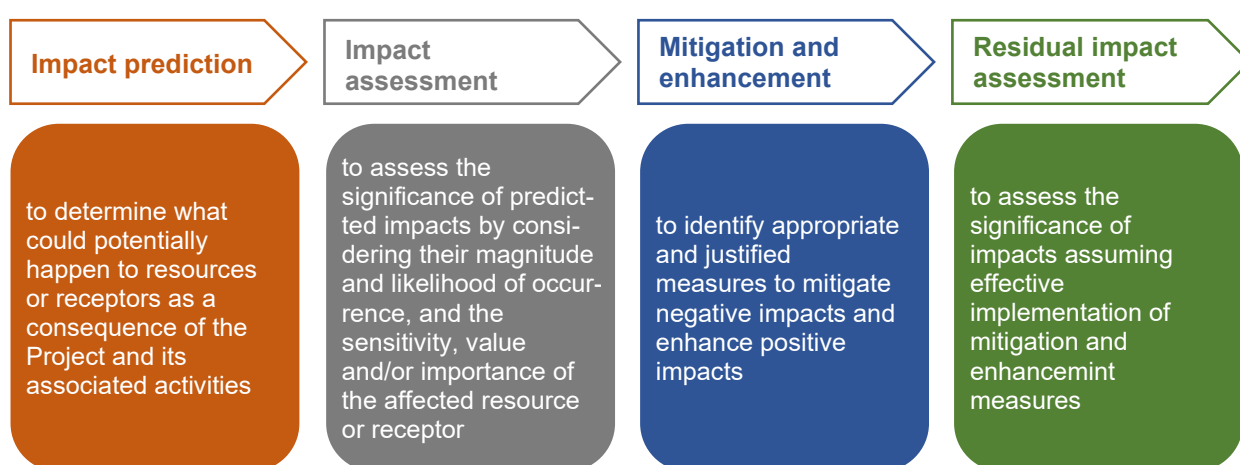 Impact prediction
Impact
assessment
Mitigation and
enhancement
Residual impact
assessment
to determine what
could potentially
happen to resources
or receptors as a
consequence of the
Project and its
associated activities
to assess the
significance of predict-
ted impacts by consi-
dering their magnitude
and likelihood of occur-
rence, and the
sensitivity, value
and/or importance of
the affected resource
or receptor
to identify appropriate
and justified
measures to mitigate
negative impacts and
enhance positive
impacts
to assess the
significance of
impacts assuming
effective
implementation of
mitigation and
enhancemint
measures